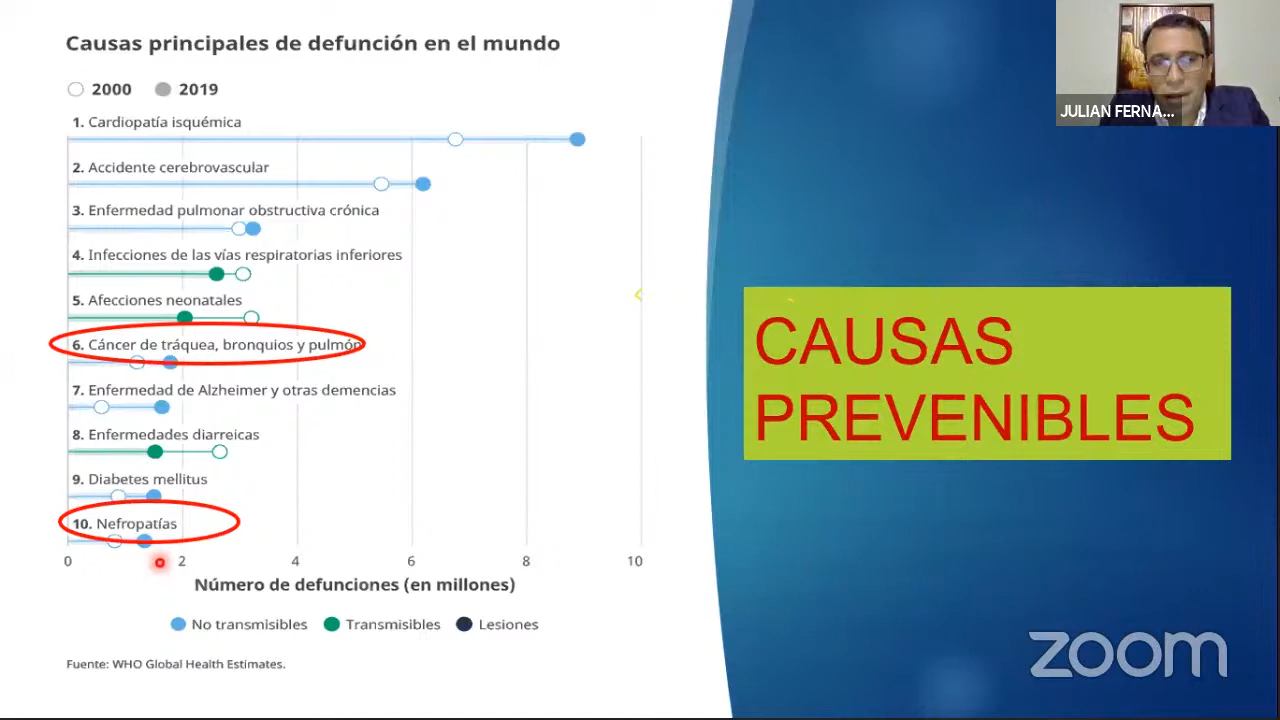 Causas principales de defunción en el mundo
2000 2019
1. Cardiopatía isquémica
2. Accidente cerebrovascular
3. Enfermedad pulmonar obstructiva crónica
4. Infecciones de las vías respiratorias inferiores
5. Afecciones neonatales
6. Cáncer de tráquea, bronquios y pulmón
7. Enfermedad de Alzheimer y otras demencias
8. Enfermedades diarreicas
9. Diabetes mellitus
10. Nefropatías
0 2 4 6 8 10
Número de defunciones (en millones)
No transmisibles Transmisibles Lesiones
Fuente: WHO Global Health Estimates.
JULIAN FERNA...
CAUSAS
PREVENIBLES
zoom